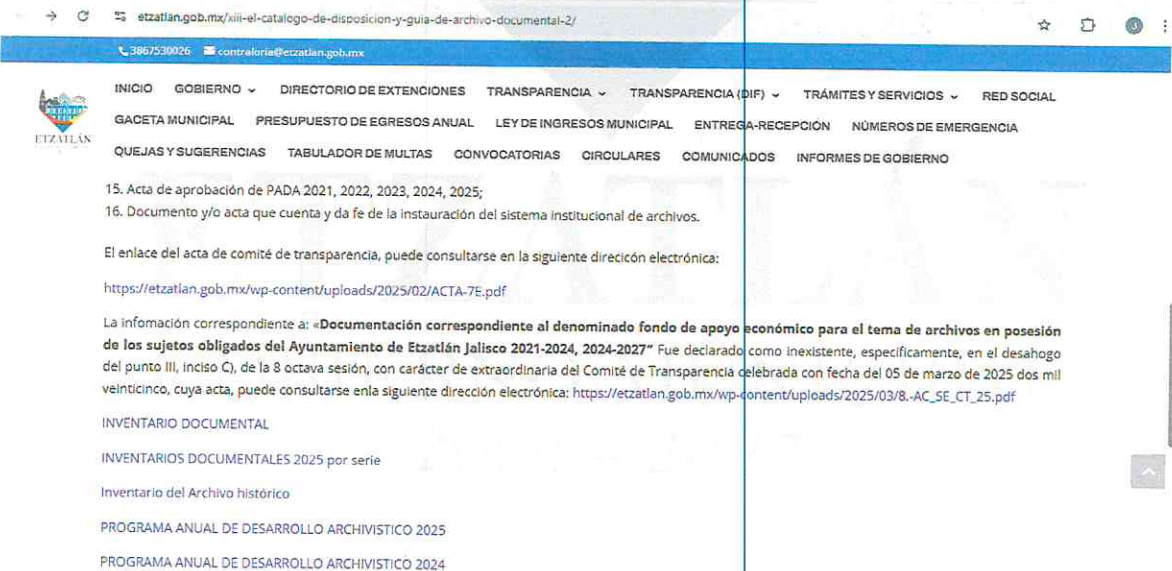 etzatlan.gob.mx/xiii-el-catalogo-de-disposicion-y-guia-de-archivo-documental-2/
3867530026 contraloria@etzatlan.gob.mx
INICIO GOBIERNO DIRECTORIO DE EXTENCIONES TRANSPARENCIA TRANSPARENCIA (DIF) TRÁMITES Y SERVICIOS RED SOCIAL
GACETA MUNICIPAL PRESUPUESTO DE EGRESOS ANUAL LEY DE INGRESOS MUNICIPAL ENTREGA-RECEPCIÓN NÚMEROS DE EMERGENCIA
ETZATLÁN
QUEJAS Y SUGERENCIAS TABULADOR DE MULTAS CONVOCATORIAS CIRCULARES COMUNICADOS INFORMES DE GOBIERNO
15. Acta de aprobación de PADA 2021, 2022, 2023, 2024, 2025;
16. Documento y/o acta que cuenta y da fe de la instauración del sistema institucional de archivos.
El enlace del acta de comité de transparencia, puede consultarse en la siguiente direcicón electrónica:
https://etzatlan.gob.mx/wp-content/uploads/2025/02/ACTA-7E.pdf
La infomación correspondiente a: «Documentación correspondiente al denominado fondo de apoyo económico para el tema de archivos en posesión
de los sujetos obligados del Ayuntamiento de Etzatlán Jalisco 2021-2024, 2024-2027" Fue declarado como inexistente, específicamente, en el desahogo
del punto III, inciso C), de la 8 octava sesión, con carácter de extraordinaria del Comité de Transparencia celebrada con fecha del 05 de marzo de 2025 dos mil
veinticinco, cuya acta, puede consultarse enla siguiente dirección electrónica: https://etzatlan.gob.mx/wp-content/uploads/2025/03/8.-AC_SE_CT_25.pdf
INVENTARIO DOCUMENTAL
INVENTARIOS DOCUMENTALES 2025 por serie
Inventario del Archivo histórico
PROGRAMA ANUAL DE DESARROLLO ARCHIVISTICO 2025
PROGRAMA ANUAL DE DESARROLLO ARCHIVISTICO 2024